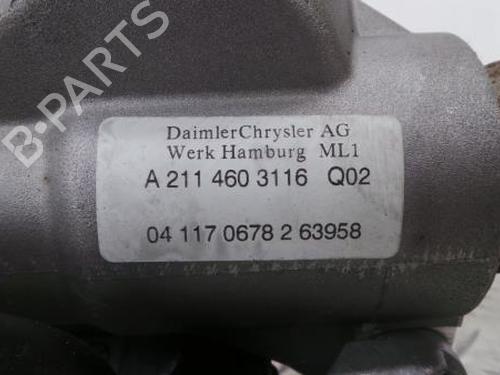 B-PARTS
DaimlerChrysler AG
Werk Hamburg ML1
A 211 460 3116 Q02
04 117 0678 2 63958